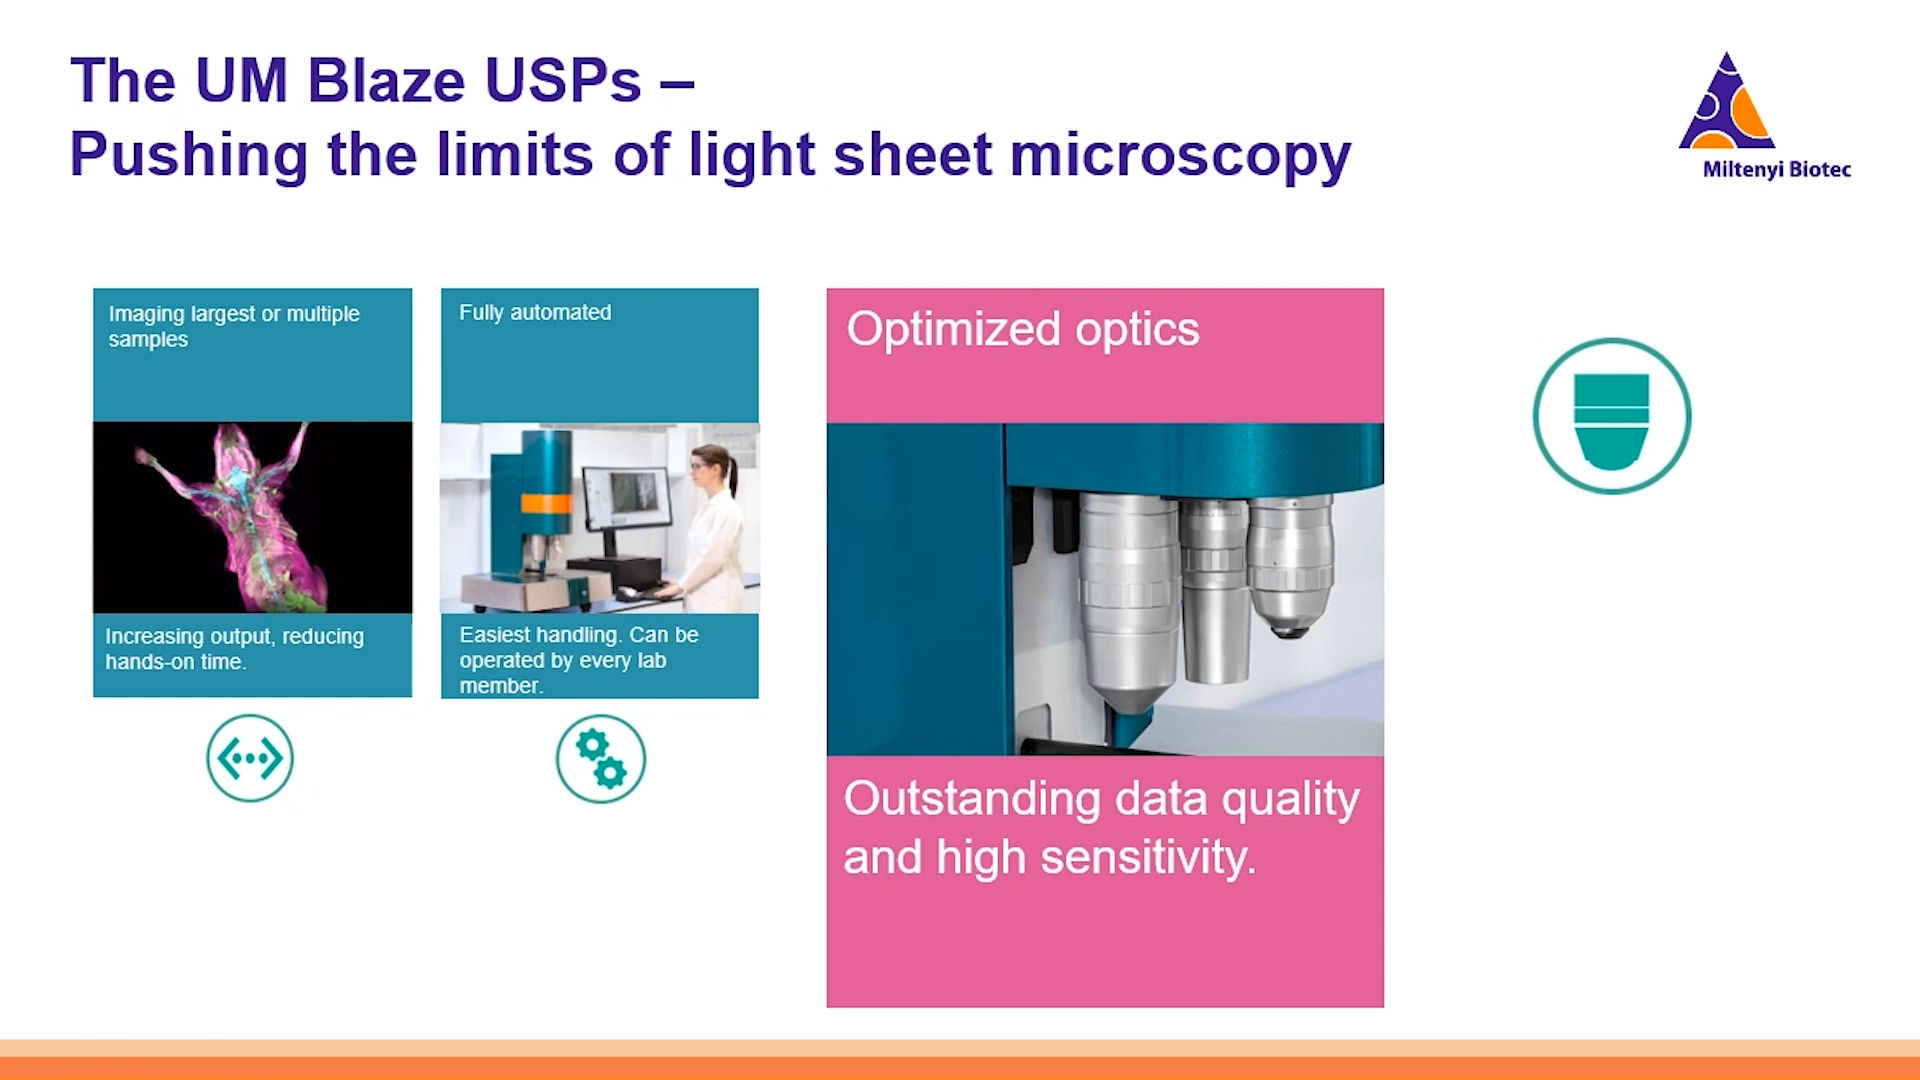 The UM Blaze USPs –
Pushing the limits of light sheet microscopy
Miltenyi Biotec
Imaging largest or multiple
samples
Increasing output, reducing
hands-on time.
Fully automated
Easiest handling. Can be
operated by every lab
member.
Optimized optics
Outstanding data quality
and high sensitivity.